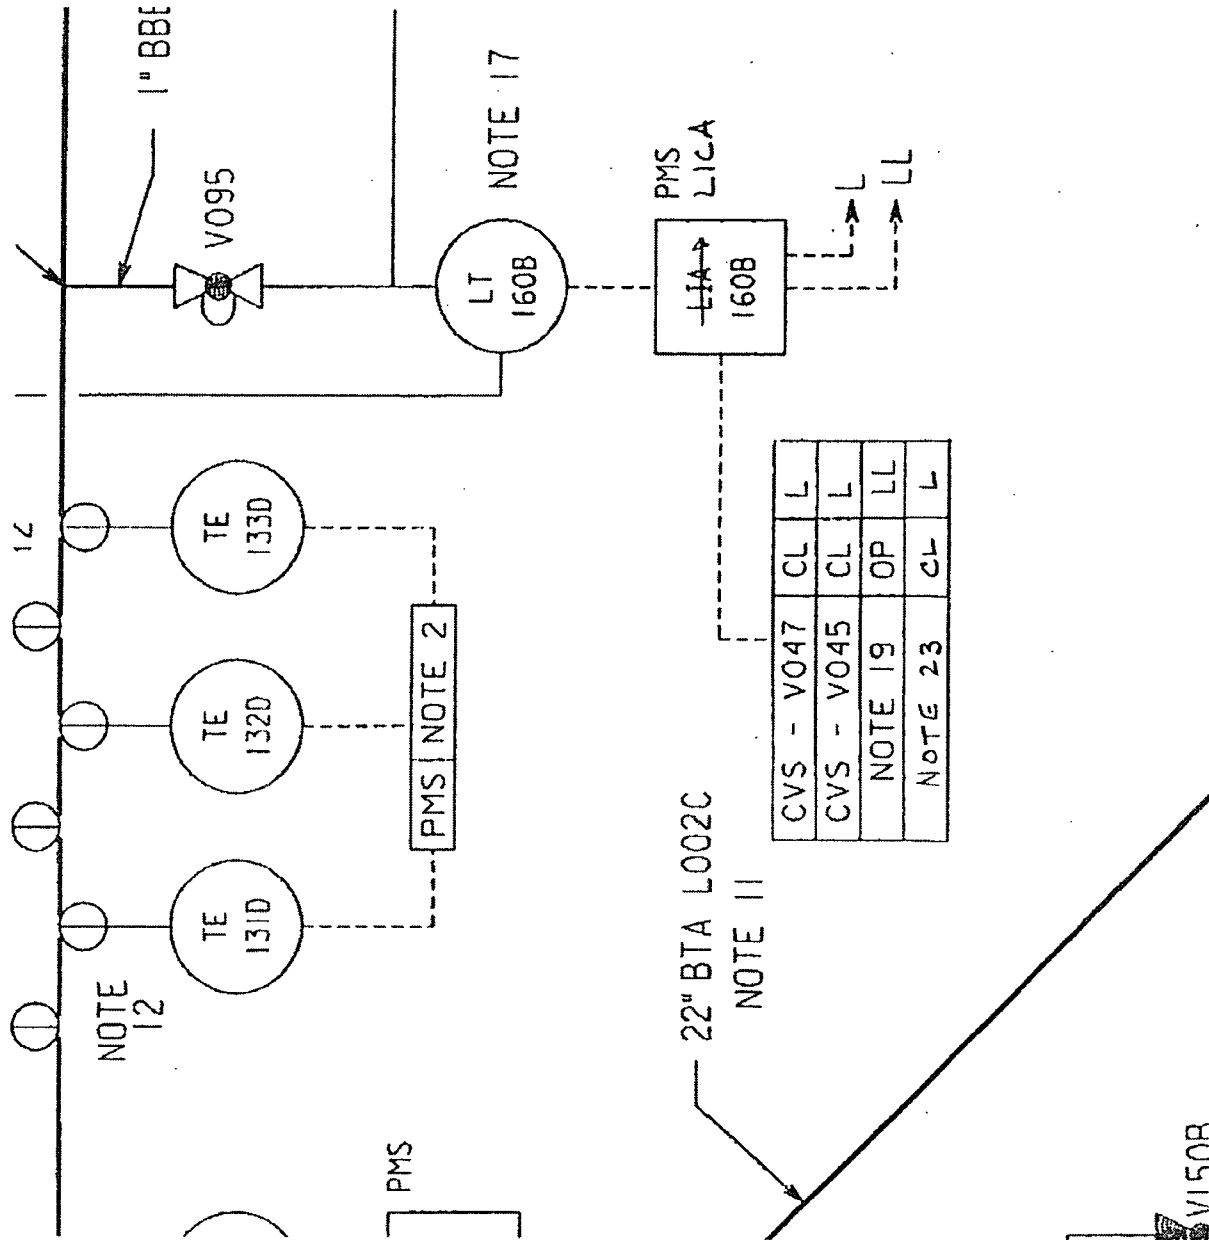 1" BBE
V095
NOTE 17
LT
160B
PMS
LICA
LIA
160B
L
LL
12
TE
133D
TE
132D
TE
131D
NOTE
12
PMS NOTE 2
CVS - V047 CL L
CVS - V045 CL L
NOTE 19 OP LL
NOTE 23 CL L
22" BTA L002C
NOTE 11
PMS
V150B